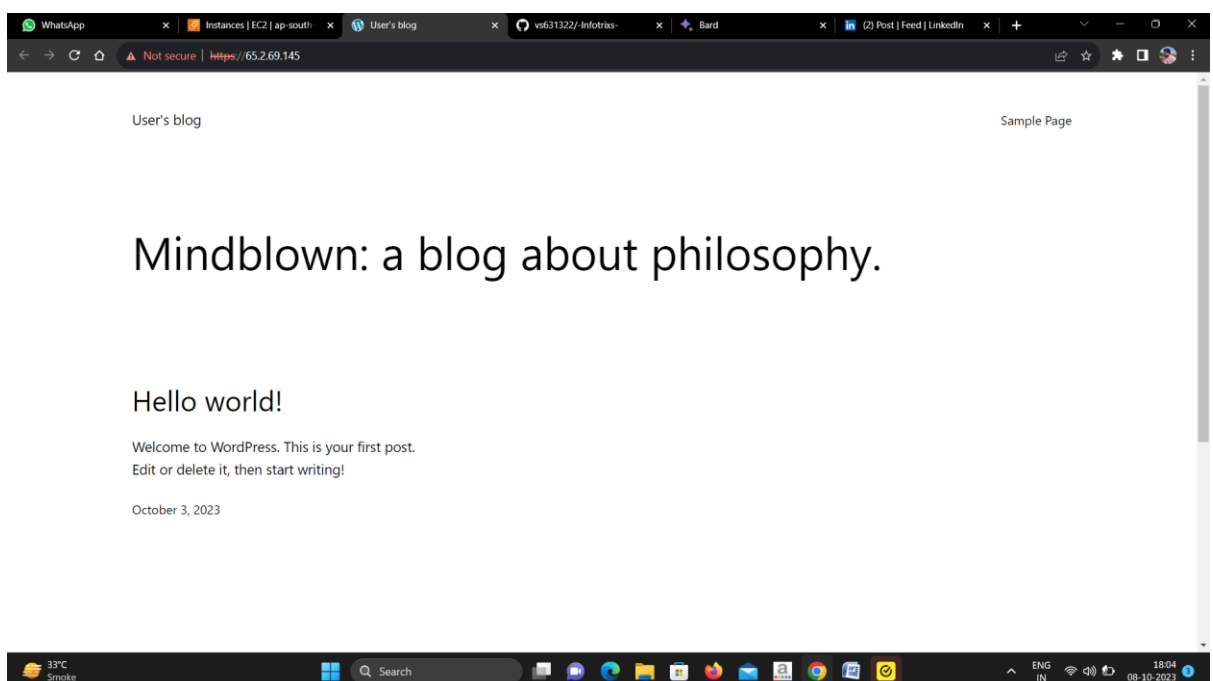 WhatsApp
Instances | EC2 | ap-south-
User's blog
vs631322/-Infotrixs-
Bard
(2) Post | Feed | LinkedIn
Not secure | https://65.2.69.145
User's blog
Sample Page
Mindblown: a blog about philosophy.
Hello world!
Welcome to WordPress. This is your first post.
Edit or delete it, then start writing!
October 3, 2023
33°C
Smoke
Search
ENG
IN
18:04
08-10-2023
3